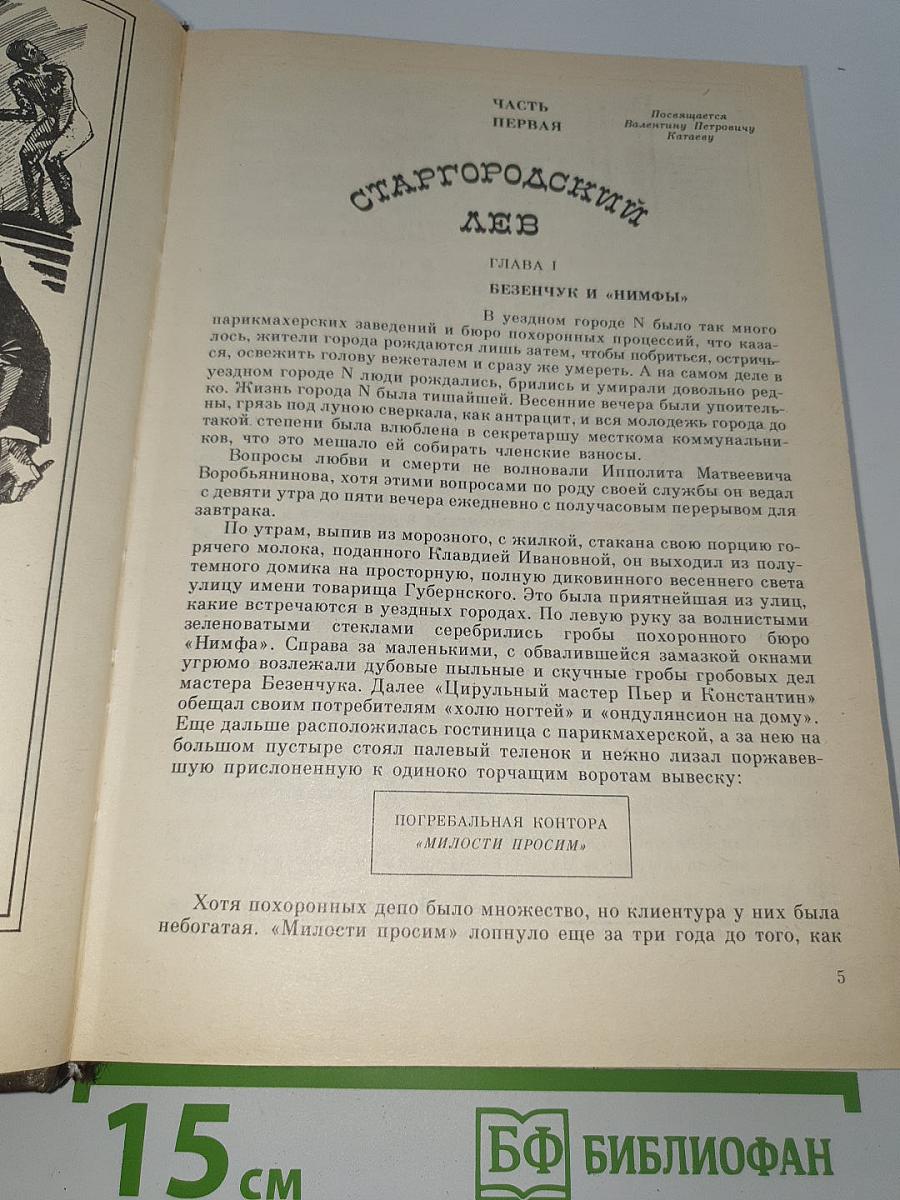 ЧАСТЬ
ПЕРВАЯ
Посвящается
Валентину Петровичу
Катаеву
СТАРГОРОДСКИЙ
ЛЕВ
ГЛАВА I
БЕЗЕНЧУК И «НИМФЫ»
В уездном городе N было так много
парикмахерских заведений и бюро похоронных процессий, что каза-
лось, жители города рождаются лишь затем, чтобы побриться, остричь-
ся, освежить голову вежеталем и сразу же умереть. А на самом деле в
уездном городе N люди рождались, брились и умирали довольно ред-
ко. Жизнь города N была тишайшей. Весенние вечера были упоитель-
ны, грязь под луною сверкала, как антрацит, и вся молодежь города до
такой степени была влюблена в секретаршу месткома коммунальни-
ков, что это мешало ей собирать членские взносы.
Вопросы любви и смерти не волновали Ипполита Матвеевича
Воробьянинова, хотя этими вопросами по роду своей службы он ведал
с девяти утра до пяти вечера ежедневно с получасовым перерывом для
завтрака.
По утрам, выпив из морозного, с жилкой, стакана свою порцию го-
рячего молока, поданного Клавдией Ивановной, он выходил из полу-
темного домика на просторную, полную диковинного весеннего света
улицу имени товарища Губернского. Это была приятнейшая из улиц,
какие встречаются в уездных городах. По левую руку за волнистыми
зеленоватыми стеклами серебрились гробы похоронного бюро
«Нимфа». Справа за маленькими, с обвалившейся замазкой окнами
угрюмо возлежали дубовые пыльные и скучные гробы гробовых дел
мастера Безенчука. Далее «Цирульный мастер Пьер и Константин»
обещал своим потребителям «холю ногтей» и «ондулянсион на дому».
Еще дальше расположилась гостиница с парикмахерской, а за нею на
большом пустыре стоял палевый теленок и нежно лизал поржавев-
шую прислоненную к одиноко торчащим воротам вывеску:
ПОГРЕБАЛЬНАЯ КОНТОРА
«МИЛОСТИ ПРОСИМ»
Хотя похоронных депо было множество, но клиентура у них была
небогатая. «Милости просим» лопнуло еще за три года до того, как
5
15 см
БФ БИБЛИОФАН